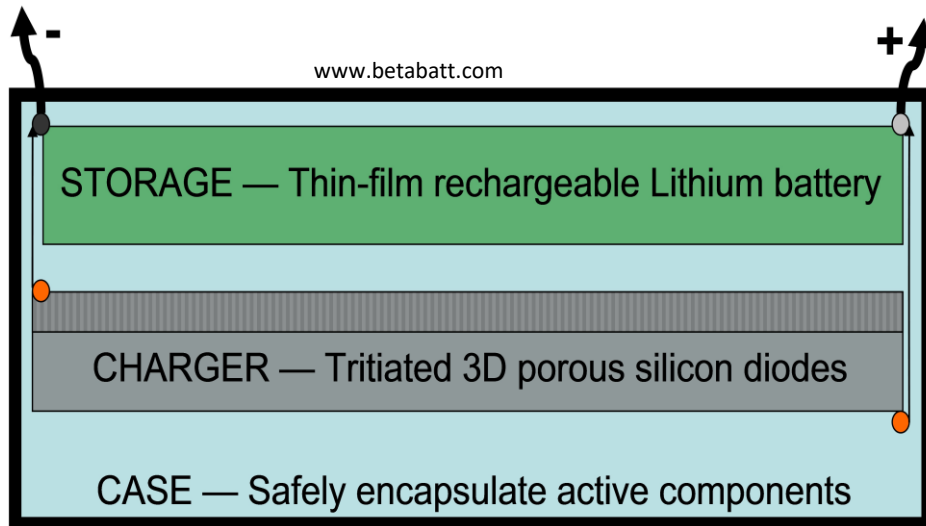 - +
www.betabatt.com
STORAGE — Thin-film rechargeable Lithium battery
CHARGER — Tritiated 3D porous silicon diodes
CASE — Safely encapsulate active components